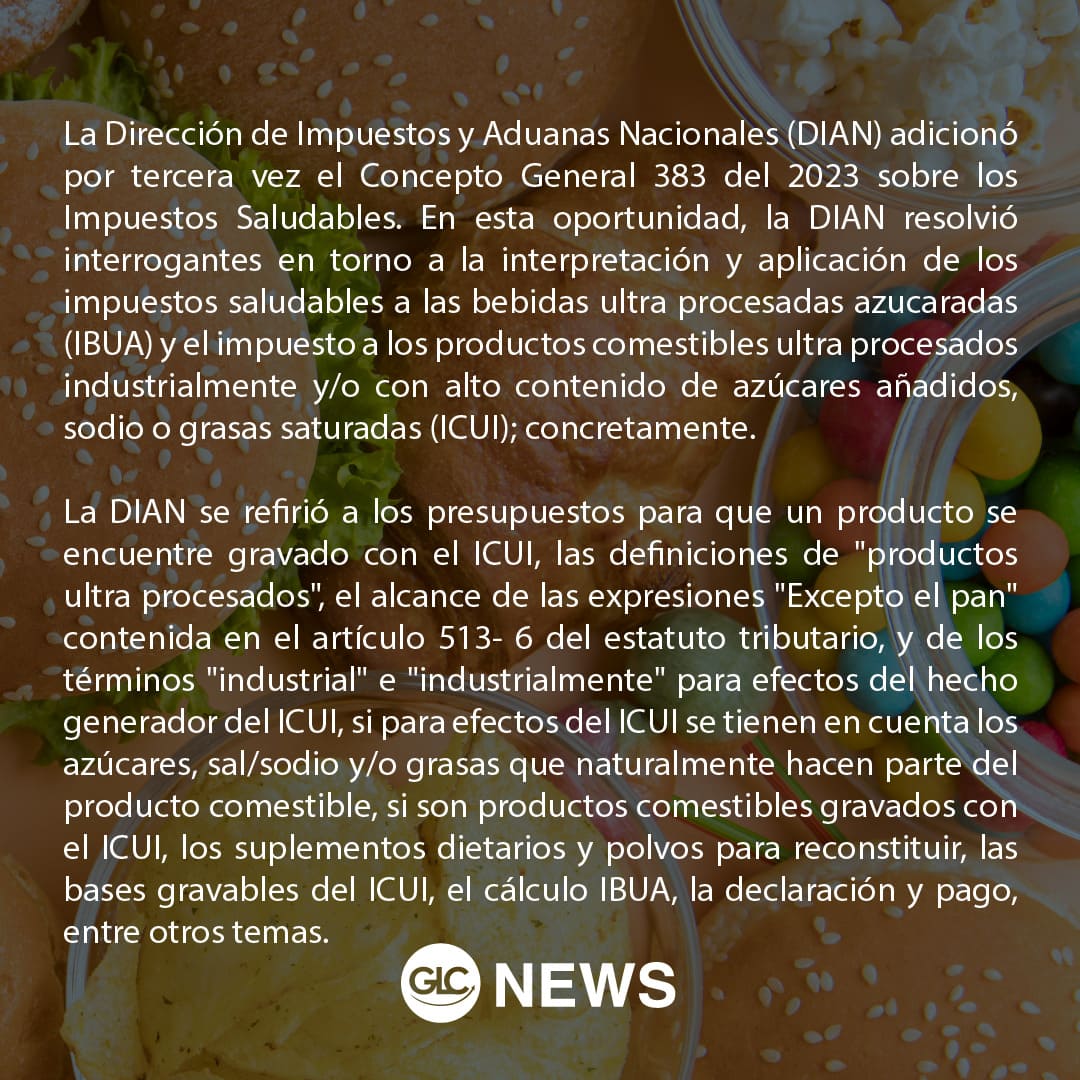 La Dirección de Impuestos y Aduanas Nacionales (DIAN) adicionó
por tercera vez el Concepto General 383 del 2023 sobre los
Impuestos Saludables. En esta oportunidad, la DIAN resolvió
interrogantes en torno a la interpretación y aplicación de los
impuestos saludables a las bebidas ultra procesadas azucaradas
(IBUA) y el impuesto a los productos comestibles ultra procesados
industrialmente y/o con alto contenido de azúcares añadidos,
sodio o grasas saturadas (ICUI); concretamente.
La DIAN se refirió a los presupuestos para que un producto se
encuentre gravado con el ICUI, las definiciones de "productos
ultra procesados", el alcance de las expresiones "Excepto el pan"
contenida en el artículo 513- 6 del estatuto tributario, y de los
términos "industrial" e "industrialmente" para efectos del hecho
generador del ICUI, si para efectos del ICUI se tienen en cuenta los
azúcares, sal/sodio y/o grasas que naturalmente hacen parte del
producto comestible, si son productos comestibles gravados con
el ICUI, los suplementos dietarios y polvos para reconstituir, las
bases gravables del ICUI, el cálculo IBUA, la declaración y pago,
entre otros temas.
GLC NEWS